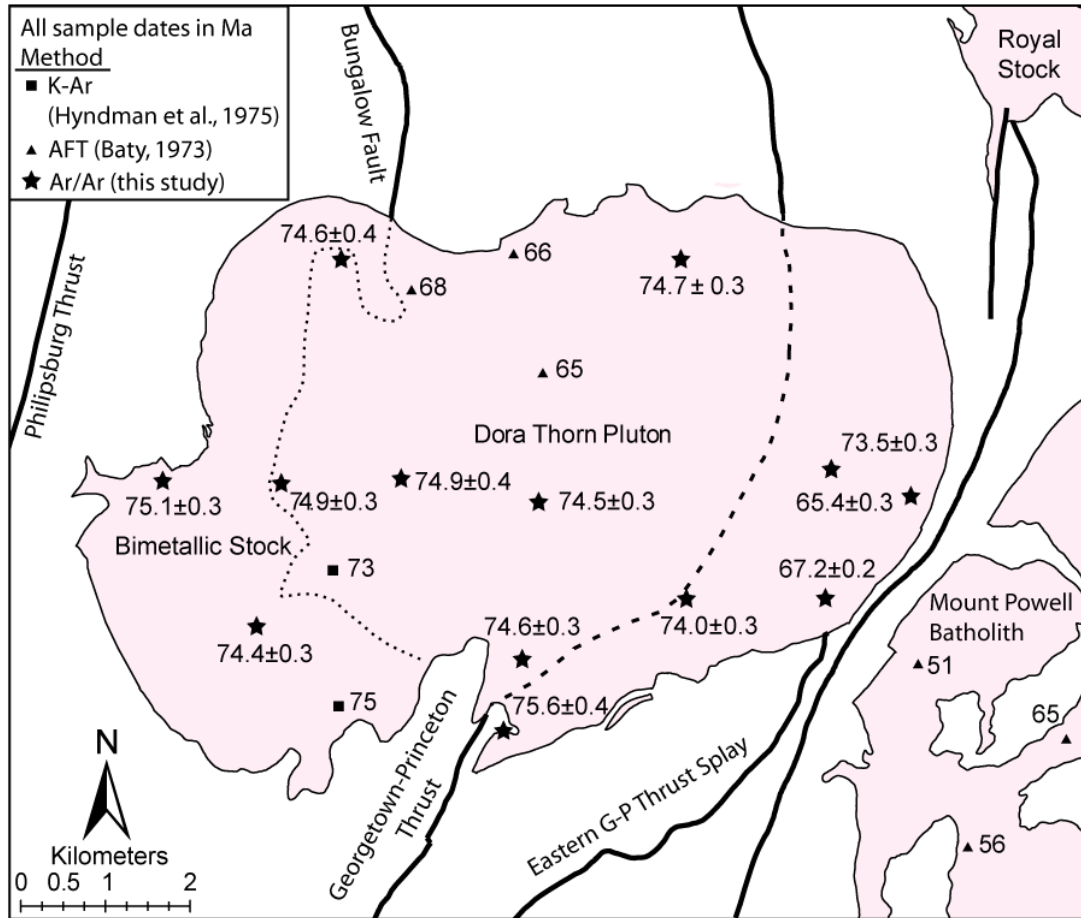 All sample dates in Ma
Method
K-Ar
(Hyndman et al., 1975)
AFT (Baty, 1973)
Ar/Ar (this study)
Royal
Stock
Bungalow Fault
Philipsburg Thrust
74.6±0.4
66
68
74.7± 0.3
65
Dora Thorn Pluton
73.5±0.3
74.9±0.4
65.4±0.3
75.1±0.3
74.9±0.3
74.5±0.3
Bimetallic Stock
73
67.2±0.2
74.6±0.3
74.0±0.3
Mount Powell
Batholith
74.4±0.3
51
75
75.6±0.4
65
N
Georgetown-Princeton
Thrust
Eastern G-P Thrust Splay
56
Kilometers
0 0.5 1 2